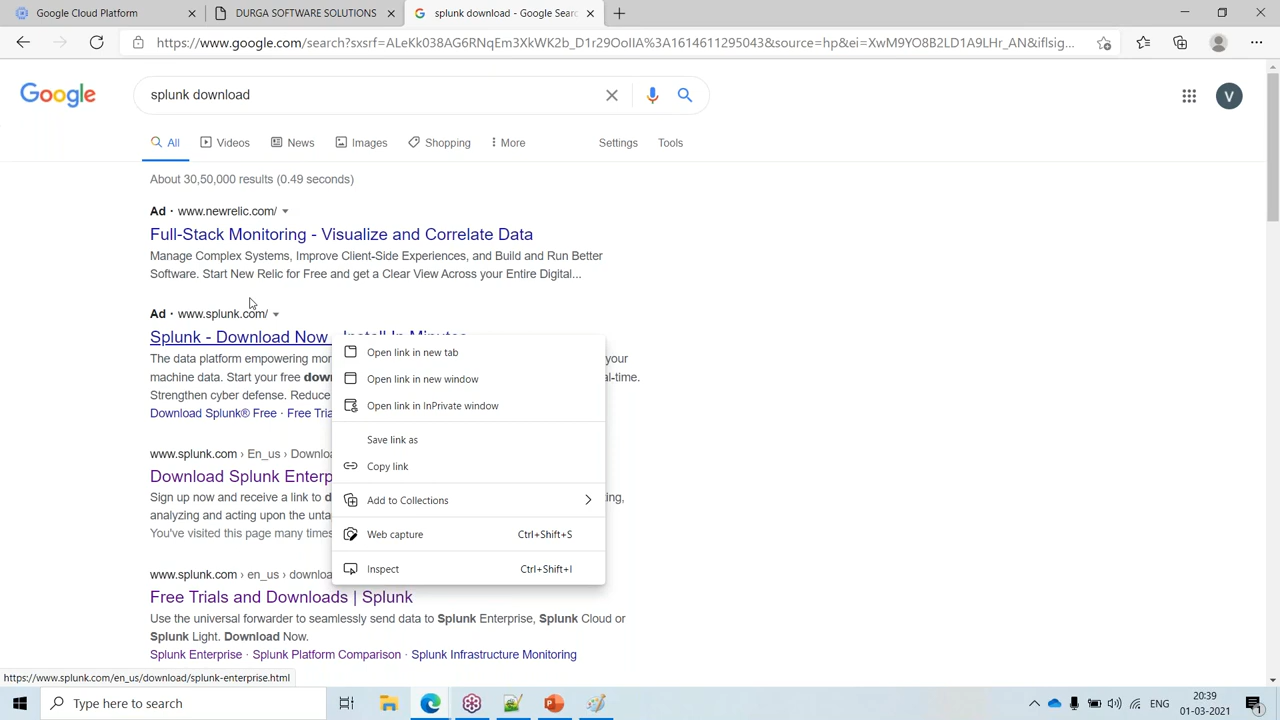 Google Cloud Platform
DURGA SOFTWARE SOLUTIONS
splunk download - Google Searc
https://www.google.com/search?sxsrf=ALeKk038AG6RNqEm3XkWK2b_D1r29OoIIA%3A1614611295043&source=hp&ei=XwM9YO8B2LD1A9LHr_AN&iflsig...
Google
splunk download
V
All
Videos
News
Images
Shopping
More
Settings
Tools
About 30,50,000 results (0.49 seconds)
Ad · www.newrelic.com/
Full-Stack Monitoring - Visualize and Correlate Data
Manage Complex Systems, Improve Client-Side Experiences, and Build and Run Better
Software. Start New Relic for Free and get a Clear View Across your Entire Digital...
Ad · www.splunk.com/
Splunk - Download Now - Install In Minutes
The data platform empowering mor your
machine data. Start your free dow al-time.
Strengthen cyber defense. Reduce
Download Splunk® Free · Free Tria
www.splunk.com › En_us › Downloa
Download Splunk Enterp
Sign up now and receive a link to d ing,
analyzing and acting upon the unta
You've visited this page many times
www.splunk.com › en_us › downloa
Free Trials and Downloads | Splunk
Use the universal forwarder to seamlessly send data to Splunk Enterprise, Splunk Cloud or
Splunk Light. Download Now.
Splunk Enterprise · Splunk Platform Comparison · Splunk Infrastructure Monitoring
Open link in new tab
Open link in new window
Open link in InPrivate window
Save link as
Copy link
Add to Collections
Web capture Ctrl+Shift+S
Inspect Ctrl+Shift+I
https://www.splunk.com/en_us/download/splunk-enterprise.html
Type here to search
ENG
20:39
01-03-2021
1